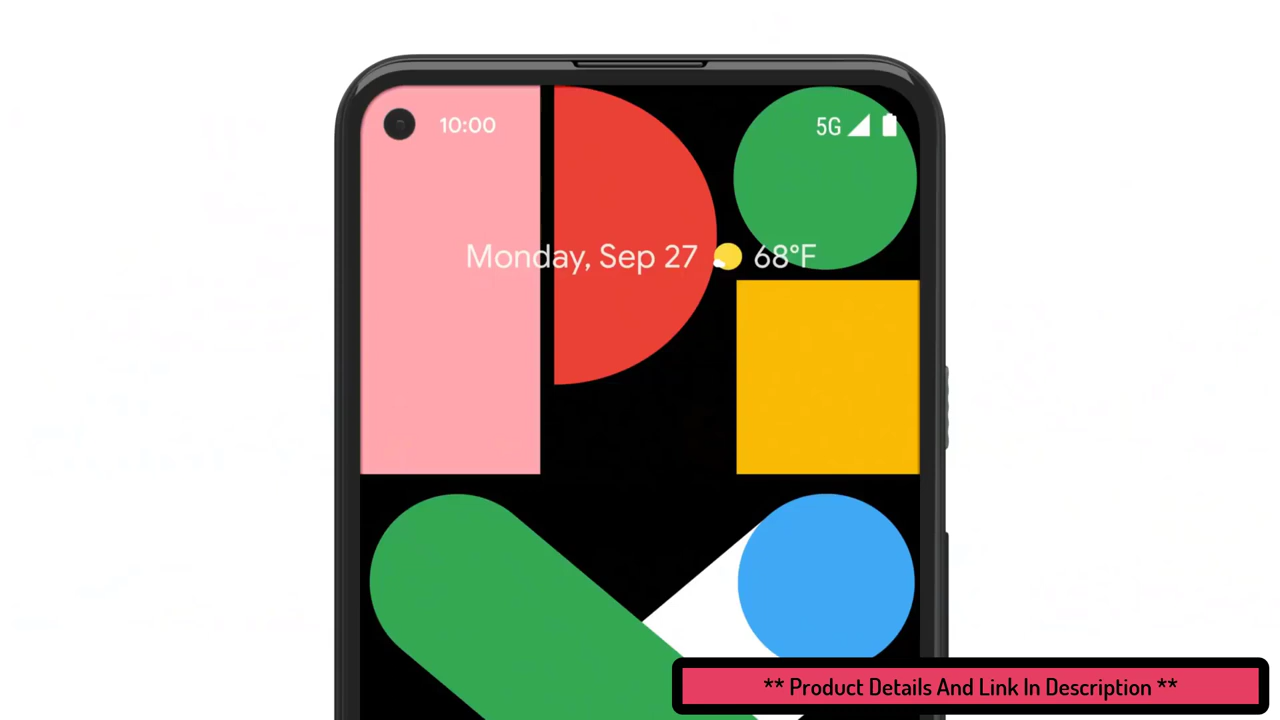 10:00
5G
Monday, Sep 27 68°F
** Product Details And Link In Description **